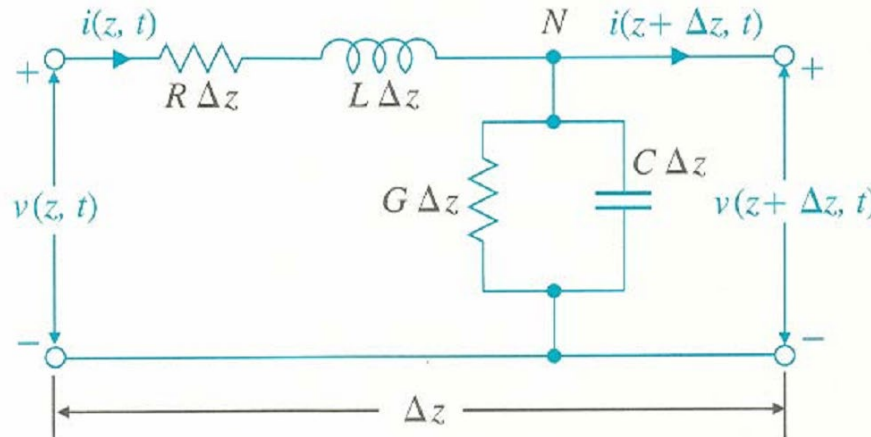 i(z, t) N i(z+ Δz, t)
+ +
R Δz L Δz
C Δz
G Δz
v(z, t) v(z+ Δz, t)
− −
Δz